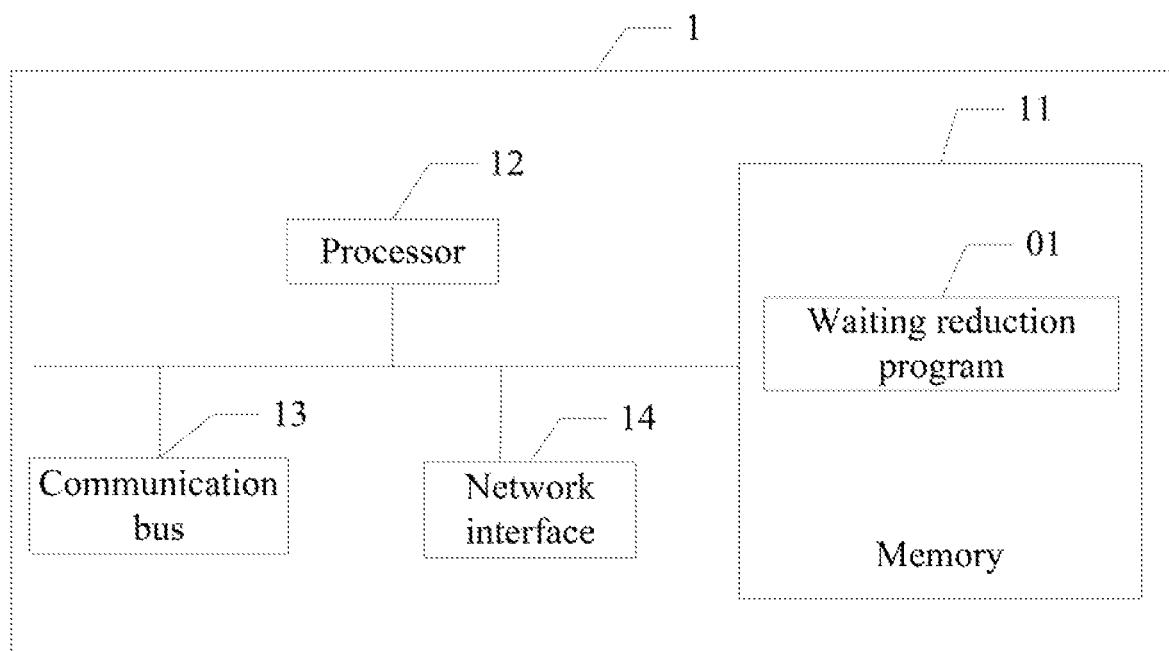 1
11
12
Processor
01
Waiting reduction
program
13
Communication
bus
14
Network
interface
Memory